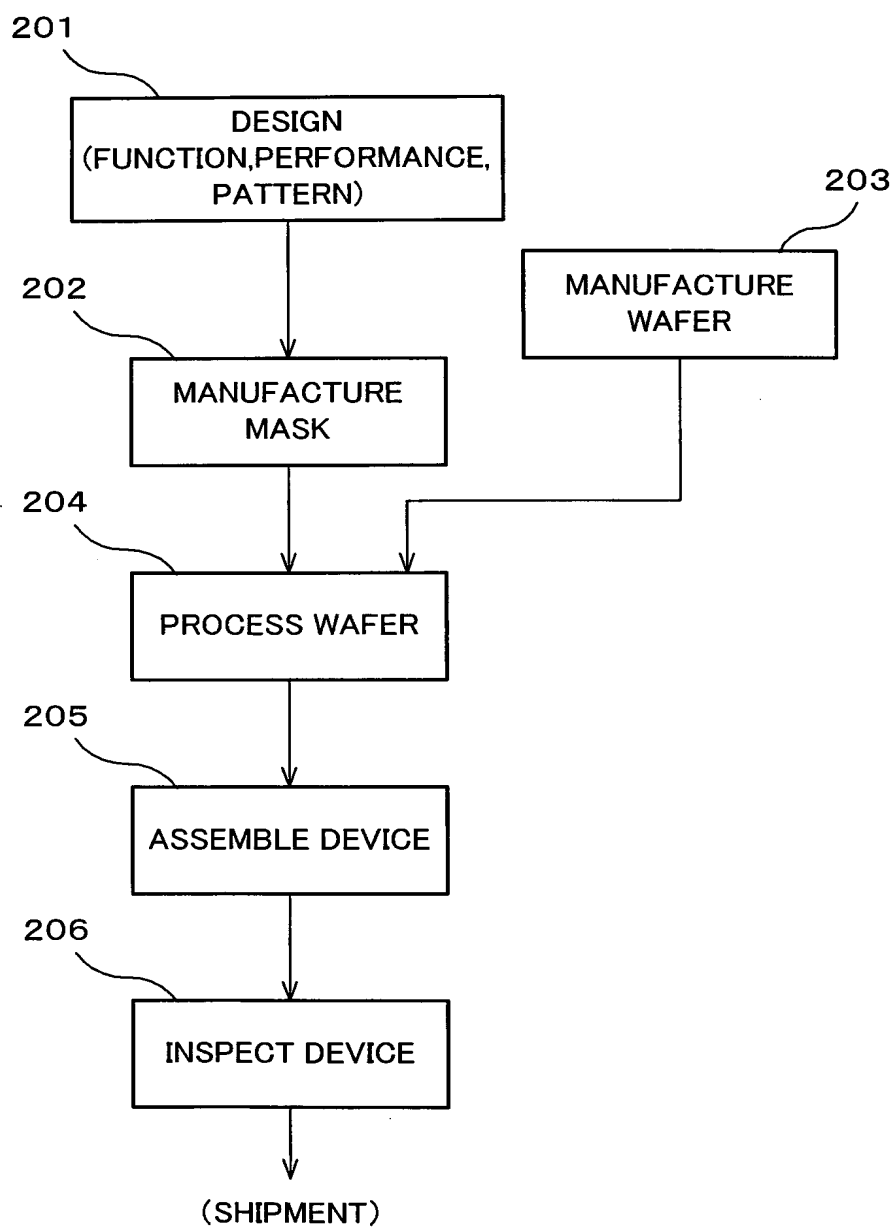 201
DESIGN
(FUNCTION,PERFORMANCE,
PATTERN)
203
MANUFACTURE
WAFER
202
MANUFACTURE
MASK
204
PROCESS WAFER
205
ASSEMBLE DEVICE
206
INSPECT DEVICE
(SHIPMENT)